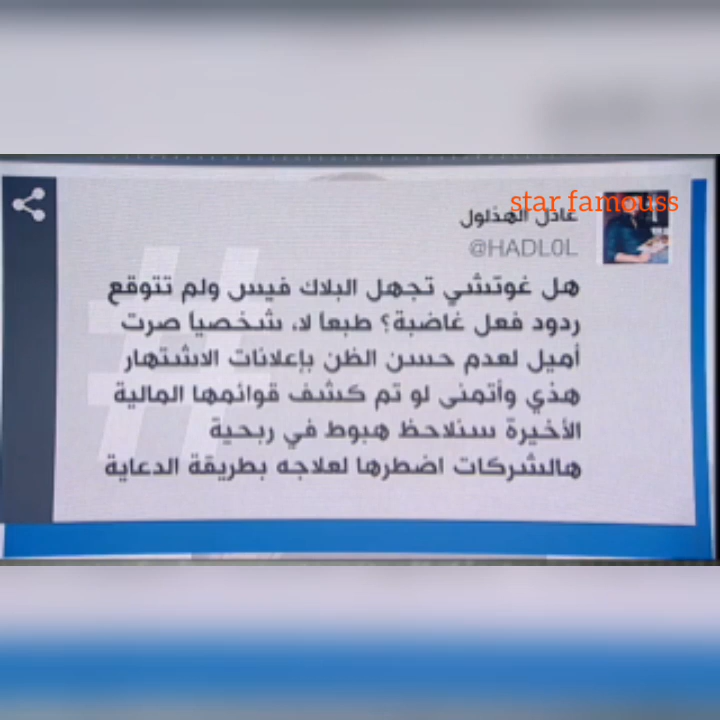 star famouss
عادل الهذلول
@HADL0L
هل غوتشي تجهل البلاك فيس ولم تتوقع
ردود فعل غاضبة؟ طبعاً لا، شخصياً صرت
أميل لعدم حسن الظن بإعلانات الاشتهار
هذي وأتمنى لو تم كشف قوائمها المالية
الأخيرة سنلاحظ هبوط في ربحية
هالشركات اضطرها لعلاجه بطريقة الدعاية